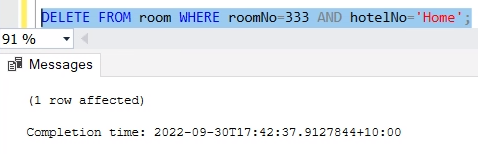 DELETE FROM room WHERE roomNo=333 AND hotelNo='Home';
91 %
Messages
(1 row affected)
Completion time: 2022-09-30T17:42:37.9127844+10:00